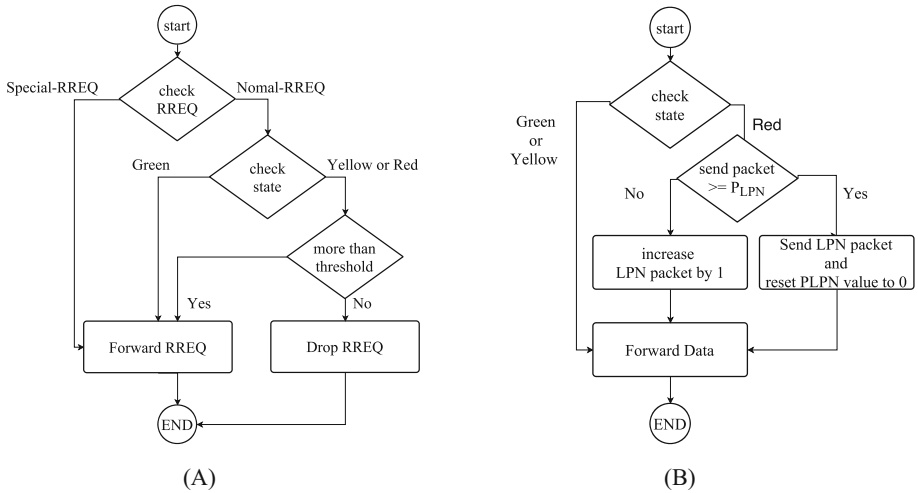 start
Special-RREQ
check
RREQ
Nomal-RREQ
Green
check
state
Yellow or Red
more than
threshold
Yes
No
Forward RREQ
Drop RREQ
END
(A)
start
check
state
Green
or
Yellow
Red
send packet
>= PLPN
No
Yes
increase
LPN packet by 1
Send LPN packet
and
reset PLPN value to 0
Forward Data
END
(B)